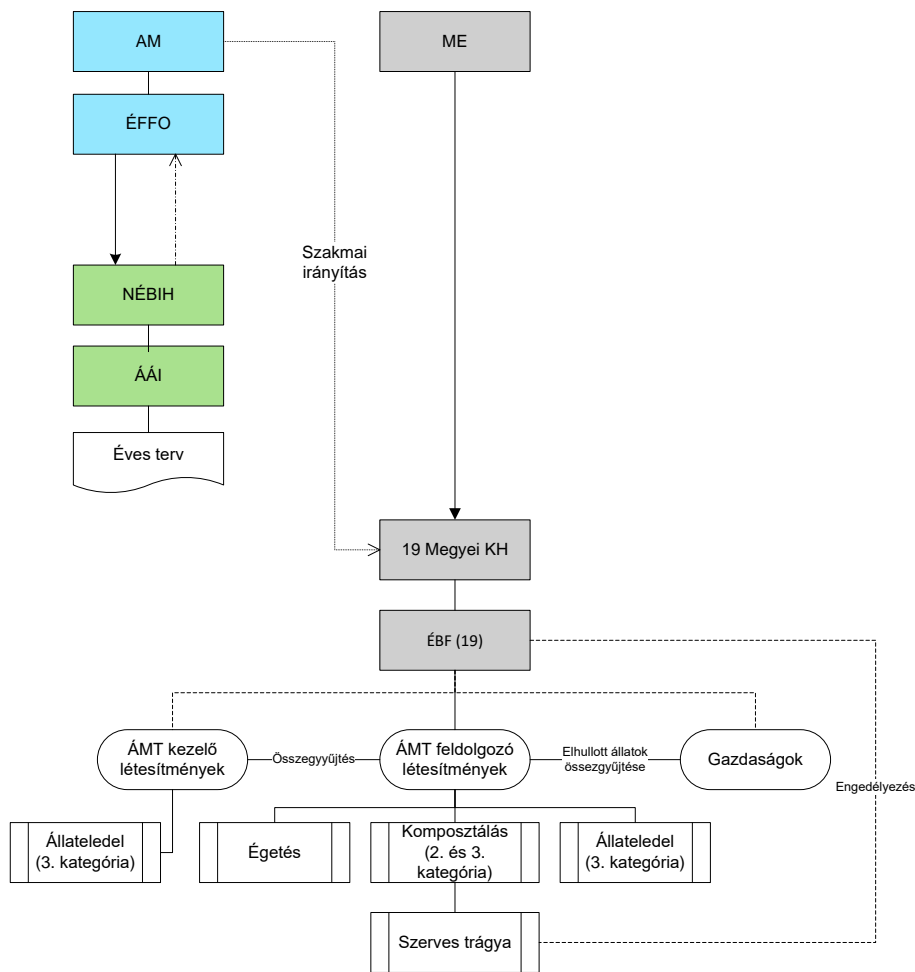 AM
ME
ÉFFO
Szakmai
irányítás
NÉBIH
ÁÁI
Éves terv
19 Megyei KH
ÉBF (19)
ÁMT kezelő
létesítmények
Összegyyűjtés
ÁMT feldolgozó
létesítmények
Elhullott állatok
összegyűjtése
Gazdaságok
Engedélyezés
Állateledel
(3. kategória)
Égetés
Komposztálás
(2. és 3.
kategória)
Állateledel
(3. kategória)
Szerves trágya